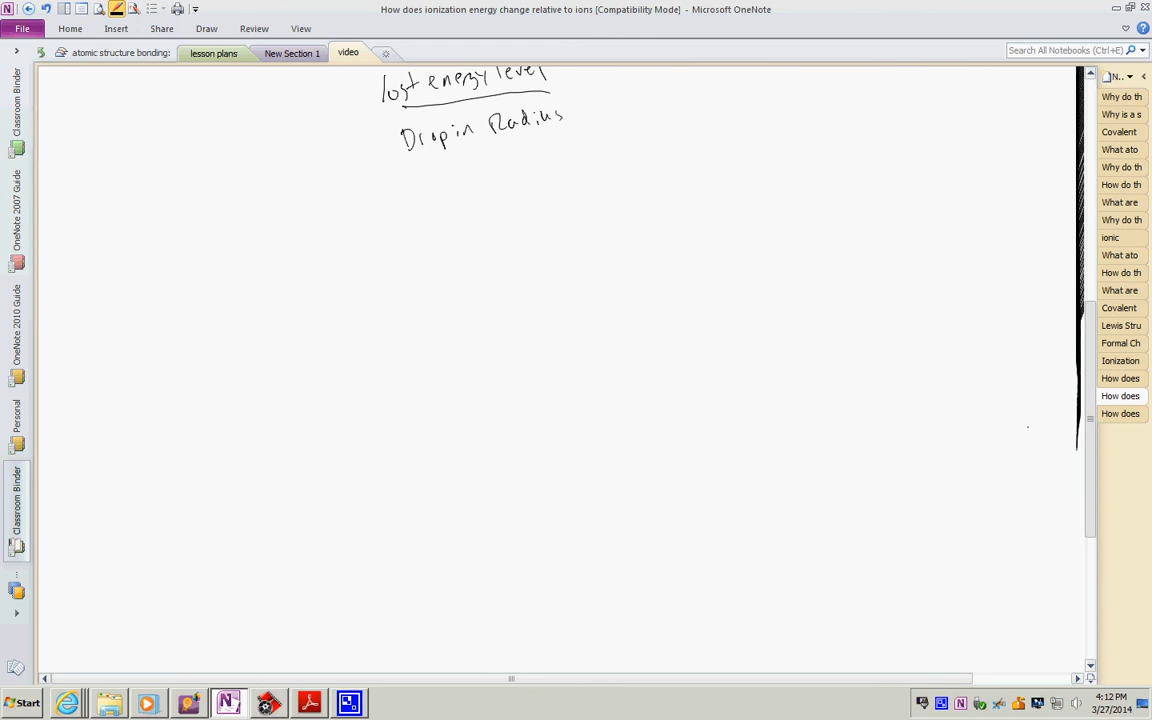 How does ionization energy change relative to ions [Compatibility Mode] - Microsoft OneNote
File Home Insert Share Draw Review View
atomic structure bonding: lesson plans New Section 1 video
Search All Notebooks (Ctrl+E)
lost energy level
Drop in Radius
Classroom Binder
OneNote 2007 Guide
OneNote 2010 Guide
Personal
Classroom Binder
N..
Why do th
Why is a s
Covalent
What ato
Why do th
How do th
What are
Why do th
ionic
What ato
How do th
What are
Covalent
Lewis Stru
Formal Ch
Ionization
How does
How does
How does
Start
4:12 PM
3/27/2014